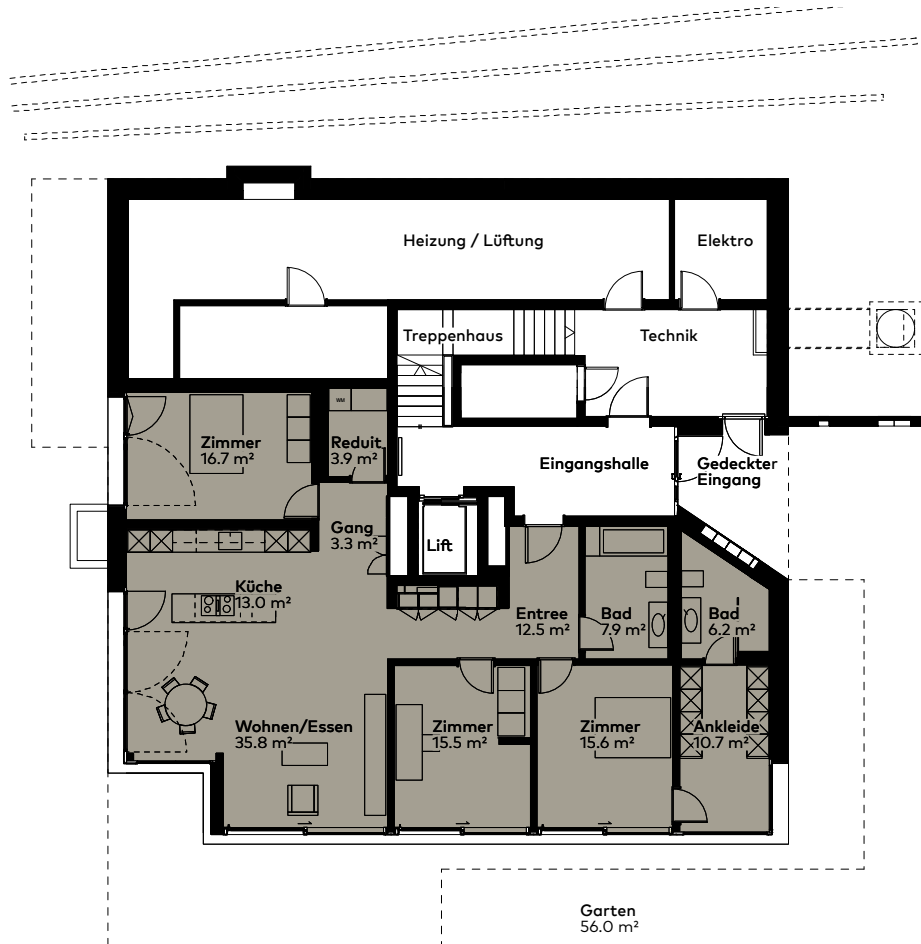 Heizung / Lüftung
Elektro
Treppenhaus
Technik
WM
Zimmer
16.7 m²
Reduit
3.9 m²
Eingangshalle
Gedeckter
Eingang
Gang
3.3 m²
Lift
Küche
13.0 m²
Entree
12.5 m²
Bad
7.9 m²
Bad
6.2 m²
Wohnen/Essen
35.8 m²
Zimmer
15.5 m²
Zimmer
15.6 m²
Ankleide
10.7 m²
Garten
56.0 m²